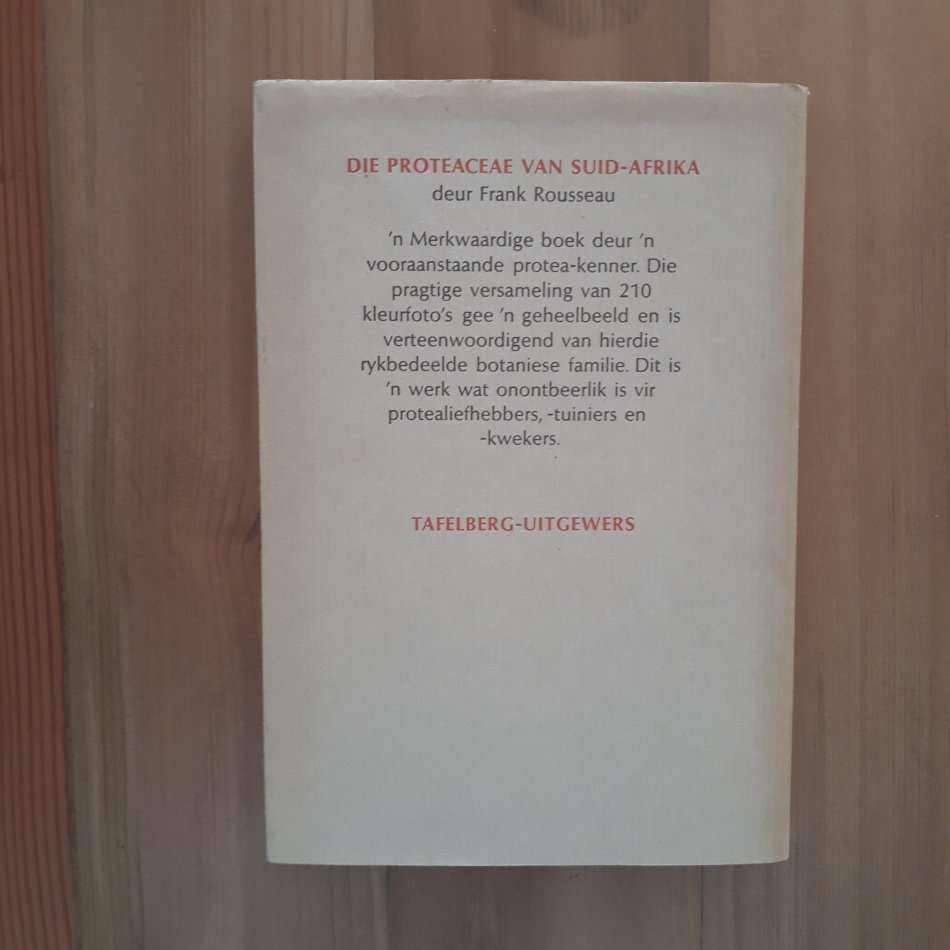 DIE PROTEACEAE VAN SUID-AFRIKA
deur Frank Rousseau
'n Merkwaardige boek deur 'n
vooraanstaande protea-kenner. Die
pragtige versameling van 210
kleurfoto's gee 'n geheelbeeld en is
verteenwoordigend van hierdie
rykbedeelde botaniese familie. Dit is
'n werk wat onontbeerlik is vir
protealiefhebbers, -tuiniers en
-kwekers.
TAFELBERG-UITGEWERS